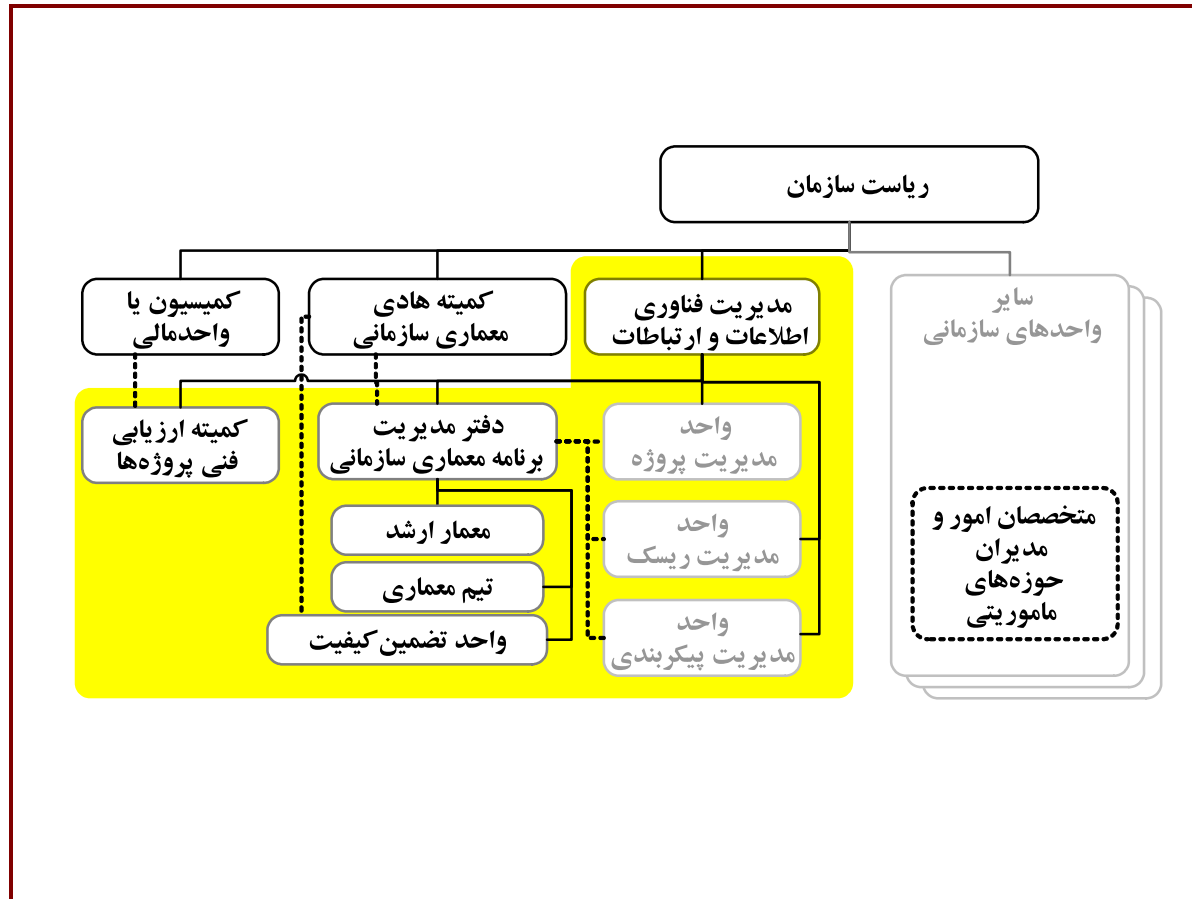 ریاست سازمان
سایر
واحدهای سازمانی
مدیریت فناوری
اطلاعات و ارتباطات
کمیته هادی
معماری سازمانی
کمیسیون یا
واحدمالی
واحد
مدیریت پروژه
دفتر مدیریت
برنامه معماری سازمانی
کمیته ارزیابی
فنی پروژه‌ها
متخصصان امور و
مدیران
حوزه‌های
ماموریتی
واحد
مدیریت ریسک
معمار ارشد
تیم معماری
واحد
مدیریت پیکربندی
واحد تضمین کیفیت